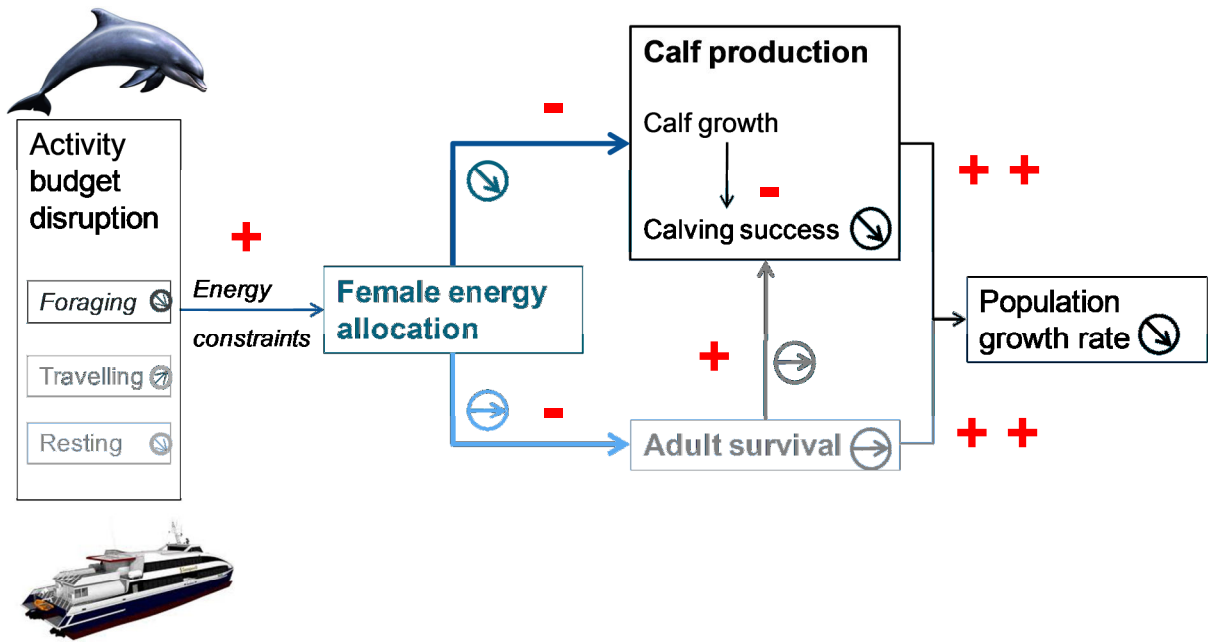 Activity
budget
disruption
Foraging
Travelling
Resting
+
Energy
constraints
Female energy
allocation
-
Calf production
Calf growth
-
Calving success
+
-
Adult survival
+ +
Population
growth rate
+ +